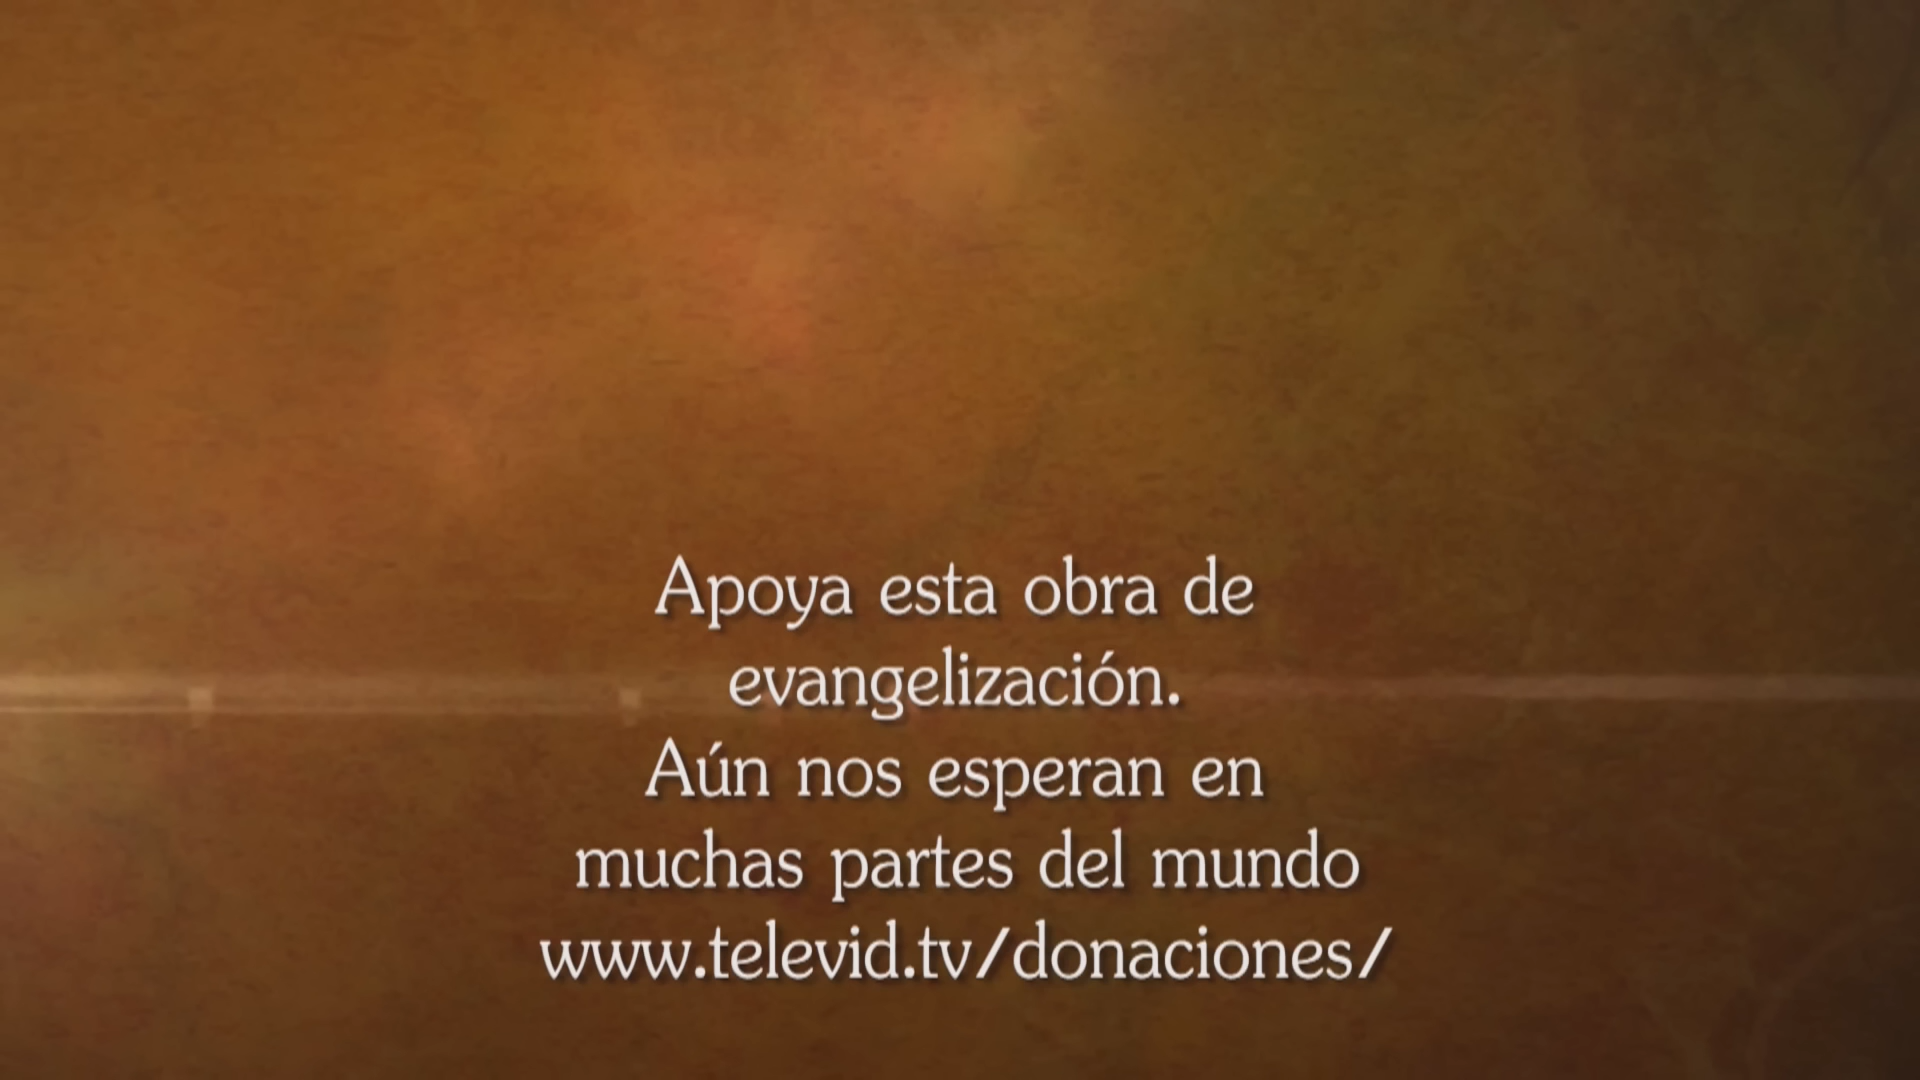 Apoya esta obra de
evangelización.
Aún nos esperan en
muchas partes del mundo
www.televid.tv/donaciones/